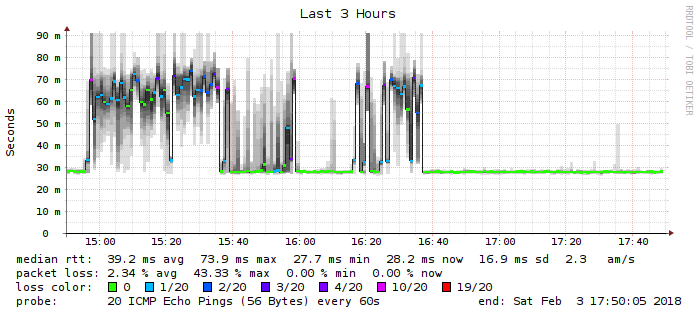 Last 3 Hours
RRDTOOL / TOBI OETIKER
Seconds
90 m
80 m
70 m
60 m
50 m
40 m
30 m
20 m
10 m
0
15:00 15:20 15:40 16:00 16:20 16:40 17:00 17:20 17:40
median rtt: 39.2 ms avg 73.9 ms max 27.7 ms min 28.2 ms now 16.9 ms sd 2.3 am/s
packet loss: 2.34 % avg 43.33 % max 0.00 % min 0.00 % now
loss color: 0 1/20 2/20 3/20 4/20 10/20 19/20
probe: 20 ICMP Echo Pings (56 Bytes) every 60s end: Sat Feb 3 17:50:05 2018